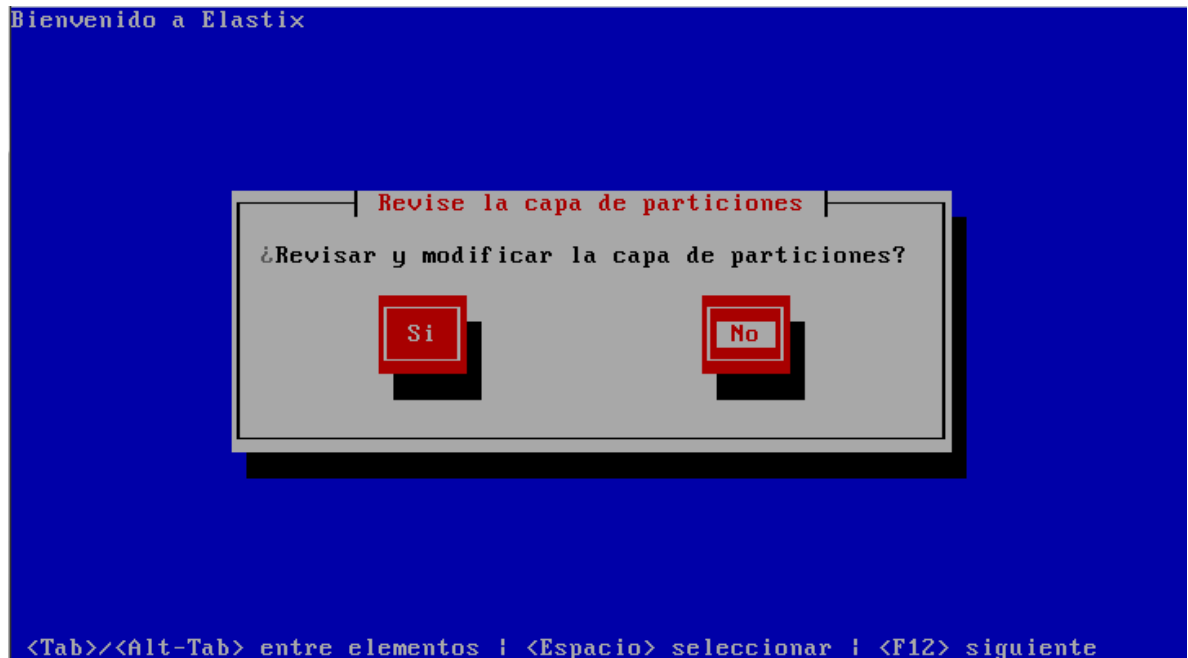 Bienvenido a Elastix
Revise la capa de particiones
¿Revisar y modificar la capa de particiones?
Si No
<Tab>/<Alt-Tab> entre elementos | <Espacio> seleccionar | <F12> siguiente